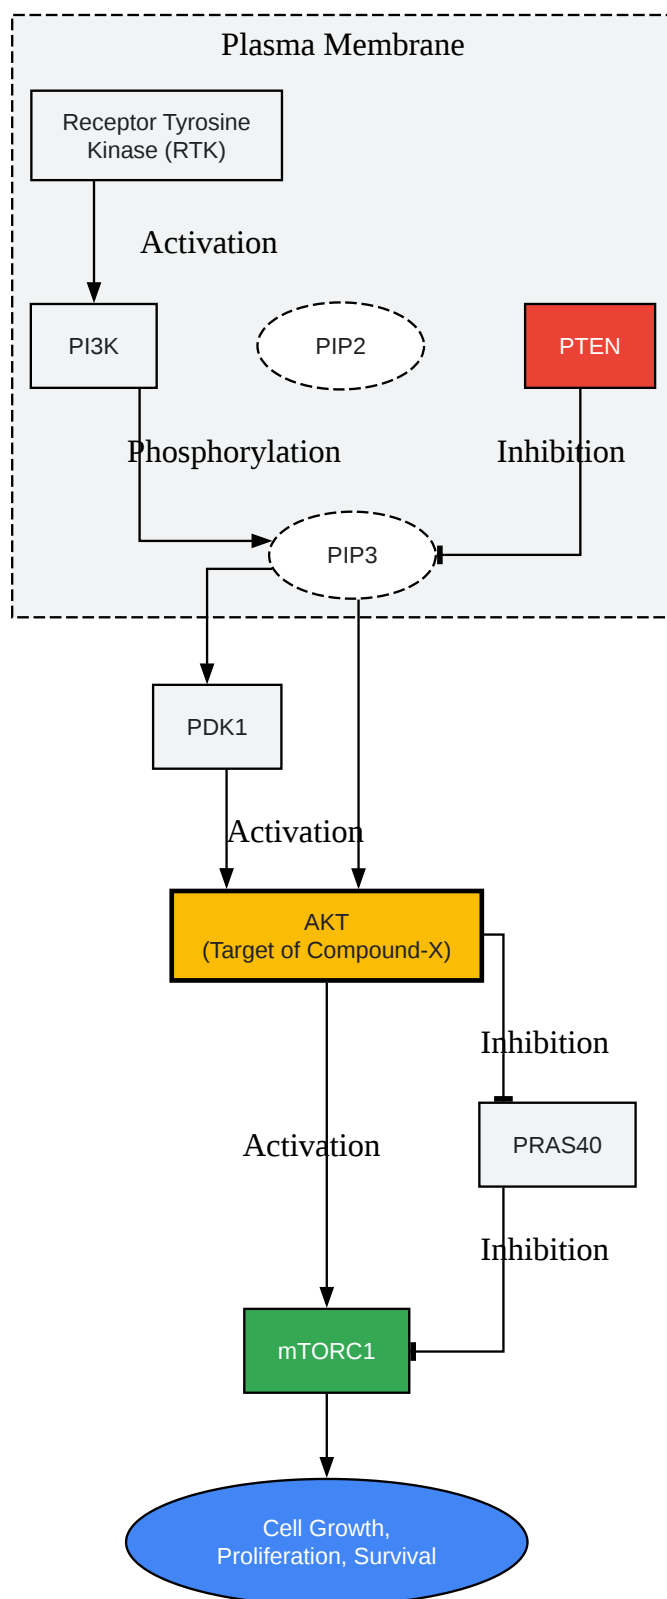 Plasma Membrane
Receptor Tyrosine
Kinase (RTK)
Activation
PI3K
PIP2
PTEN
Phosphorylation
Inhibition
PIP3
PDK1
Activation
AKT
(Target of Compound-X)
Inhibition
Activation
PRAS40
Inhibition
mTORC1
Cell Growth,
Proliferation, Survival